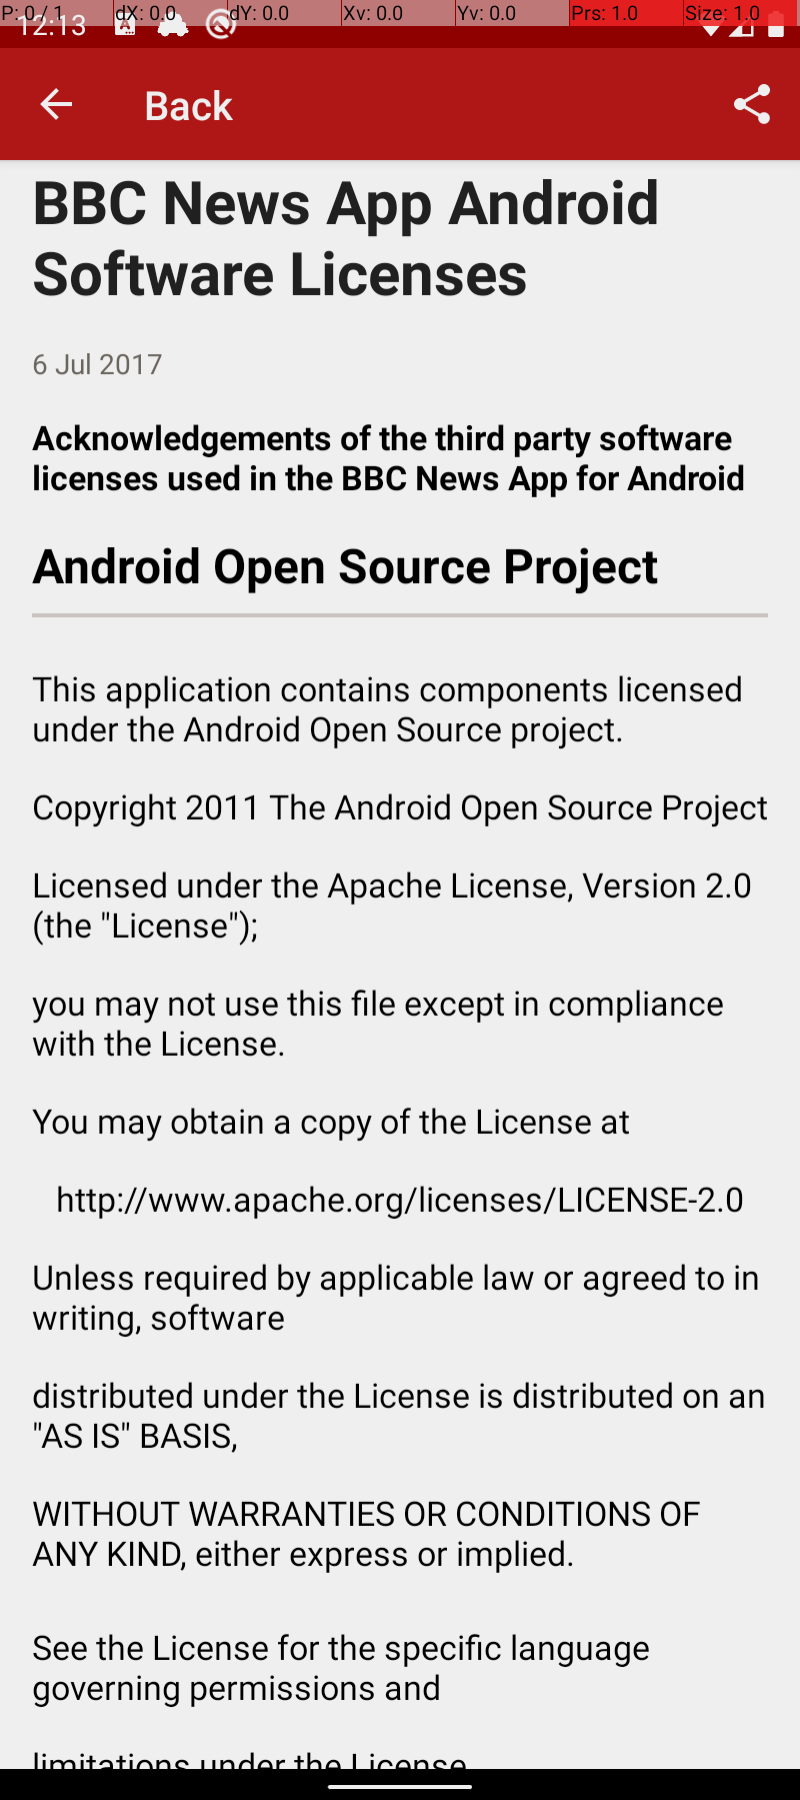 P: 0 / 1 dX: 0.0 dY: 0.0 Xv: 0.0 Yv: 0.0 Prs: 1.0 Size: 1.0
12:13
Back
BBC News App Android
Software Licenses
6 Jul 2017
Acknowledgements of the third party software
licenses used in the BBC News App for Android
Android Open Source Project
This application contains components licensed
under the Android Open Source project.
Copyright 2011 The Android Open Source Project
Licensed under the Apache License, Version 2.0
(the "License");
you may not use this file except in compliance
with the License.
You may obtain a copy of the License at
http://www.apache.org/licenses/LICENSE-2.0
Unless required by applicable law or agreed to in
writing, software
distributed under the License is distributed on an
"AS IS" BASIS,
WITHOUT WARRANTIES OR CONDITIONS OF
ANY KIND, either express or implied.
See the License for the specific language
governing permissions and
limitations under the License